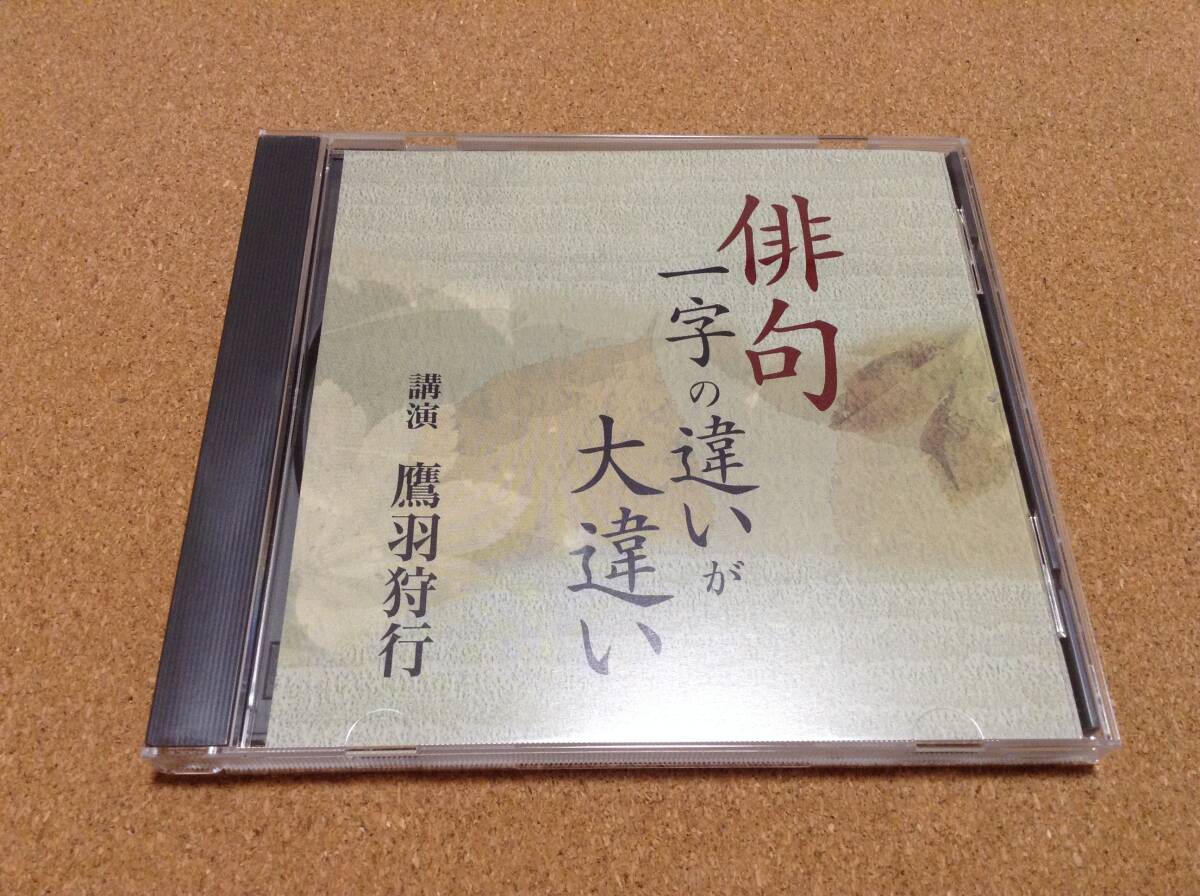 俳句
一字の違いが
大違い
講演 鷹羽狩行